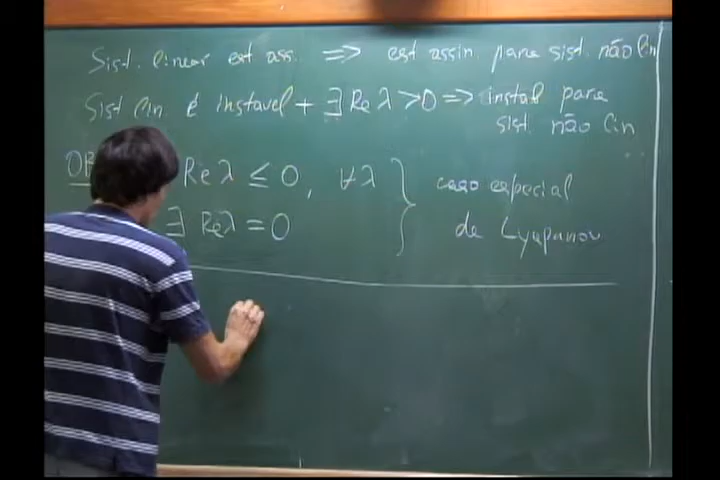 Sist. linear est ass. => est assin. para sist. não lin
Sist lin. é instavel + ∃ Re λ > 0 => instab para
sist. não lin
OB Re λ ≤ 0, ∀ λ } caso especial
∃ Re λ = 0 de Lyapunov